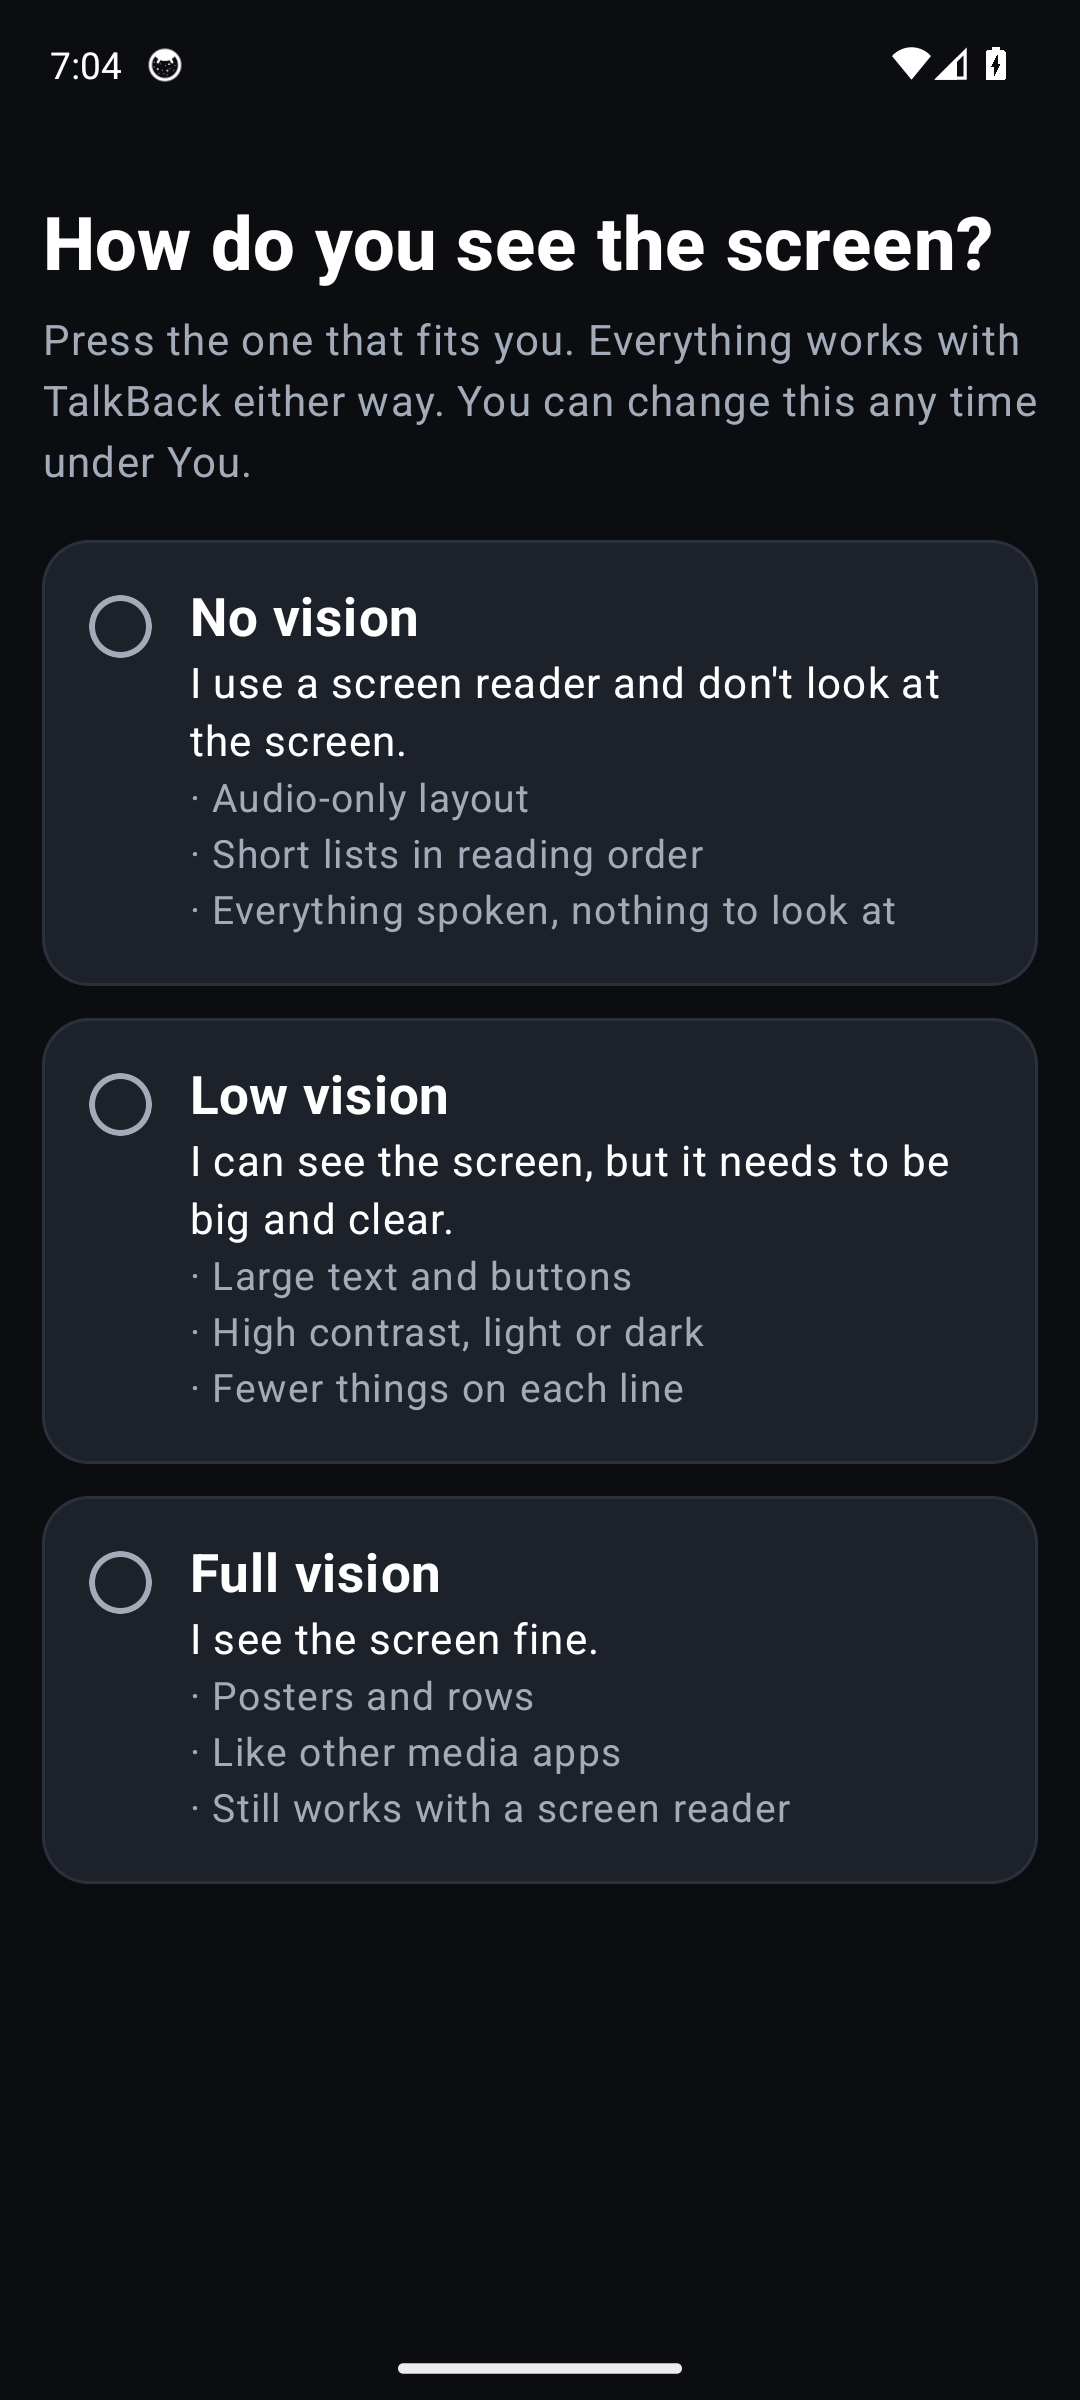 7:04
How do you see the screen?
Press the one that fits you. Everything works with
TalkBack either way. You can change this any time
under You.
No vision
I use a screen reader and don't look at
the screen.
· Audio-only layout
· Short lists in reading order
· Everything spoken, nothing to look at
Low vision
I can see the screen, but it needs to be
big and clear.
· Large text and buttons
· High contrast, light or dark
· Fewer things on each line
Full vision
I see the screen fine.
· Posters and rows
· Like other media apps
· Still works with a screen reader